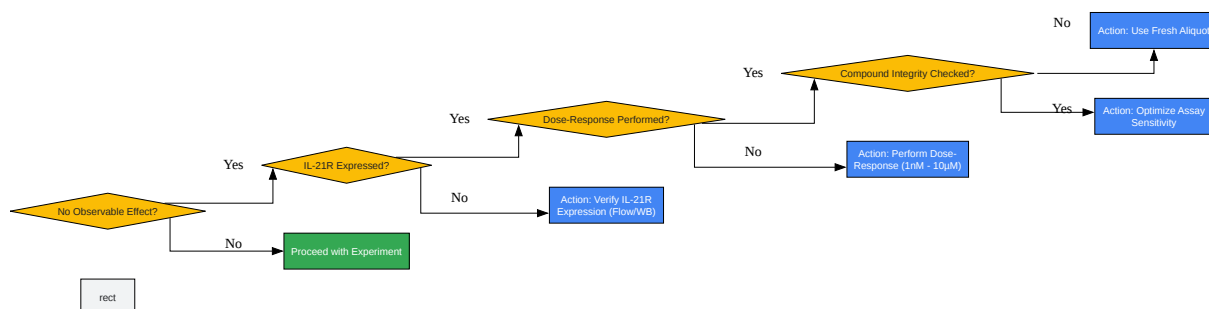 No
Action: Use Fresh Aliquot
Yes
Compound Integrity Checked?
Yes
Action: Optimize Assay
Sensitivity
Yes
Dose-Response Performed?
No
Action: Perform Dose-
Response (1nM - 10µM)
Yes
IL-21R Expressed?
No
Action: Verify IL-21R
Expression (Flow/WB)
No Observable Effect?
No
Proceed with Experiment
rect